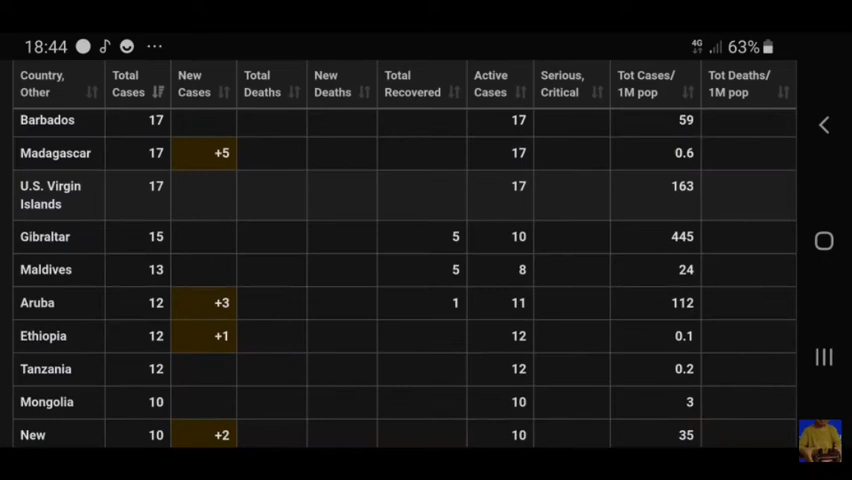 18:44 63%
4G
Country, Other Total Cases New Cases Total Deaths New Deaths Total Recovered Active Cases Serious, Critical Tot Cases/ 1M pop Tot Deaths/ 1M pop
Barbados 17 17 59
Madagascar 17 +5 17 0.6
U.S. Virgin Islands 17 17 163
Gibraltar 15 5 10 445
Maldives 13 5 8 24
Aruba 12 +3 1 11 112
Ethiopia 12 +1 12 0.1
Tanzania 12 12 0.2
Mongolia 10 10 3
New 10 +2 10 35